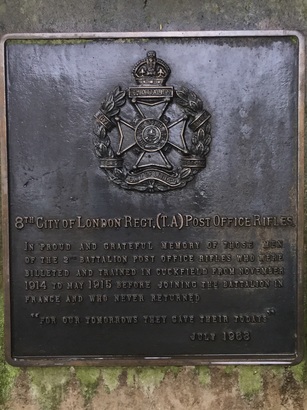 8TH CITY OF LONDON REGT, (T.A) POST OFFICE RIFLES
IN PROUD AND GRATEFUL MEMORY OF THOSE MEN
OF THE 2ND BATTALION POST OFFICE RIFLES WHO WERE
BILLETED AND TRAINED IN CUCKFIELD FROM NOVEMBER
1914 TO MAY 1915 BEFORE JOINING THE BATTALION IN
FRANCE AND WHO NEVER RETURNED
"FOR OUR TOMORROWS THEY GAVE THEIR TODAYS"
JULY 1988